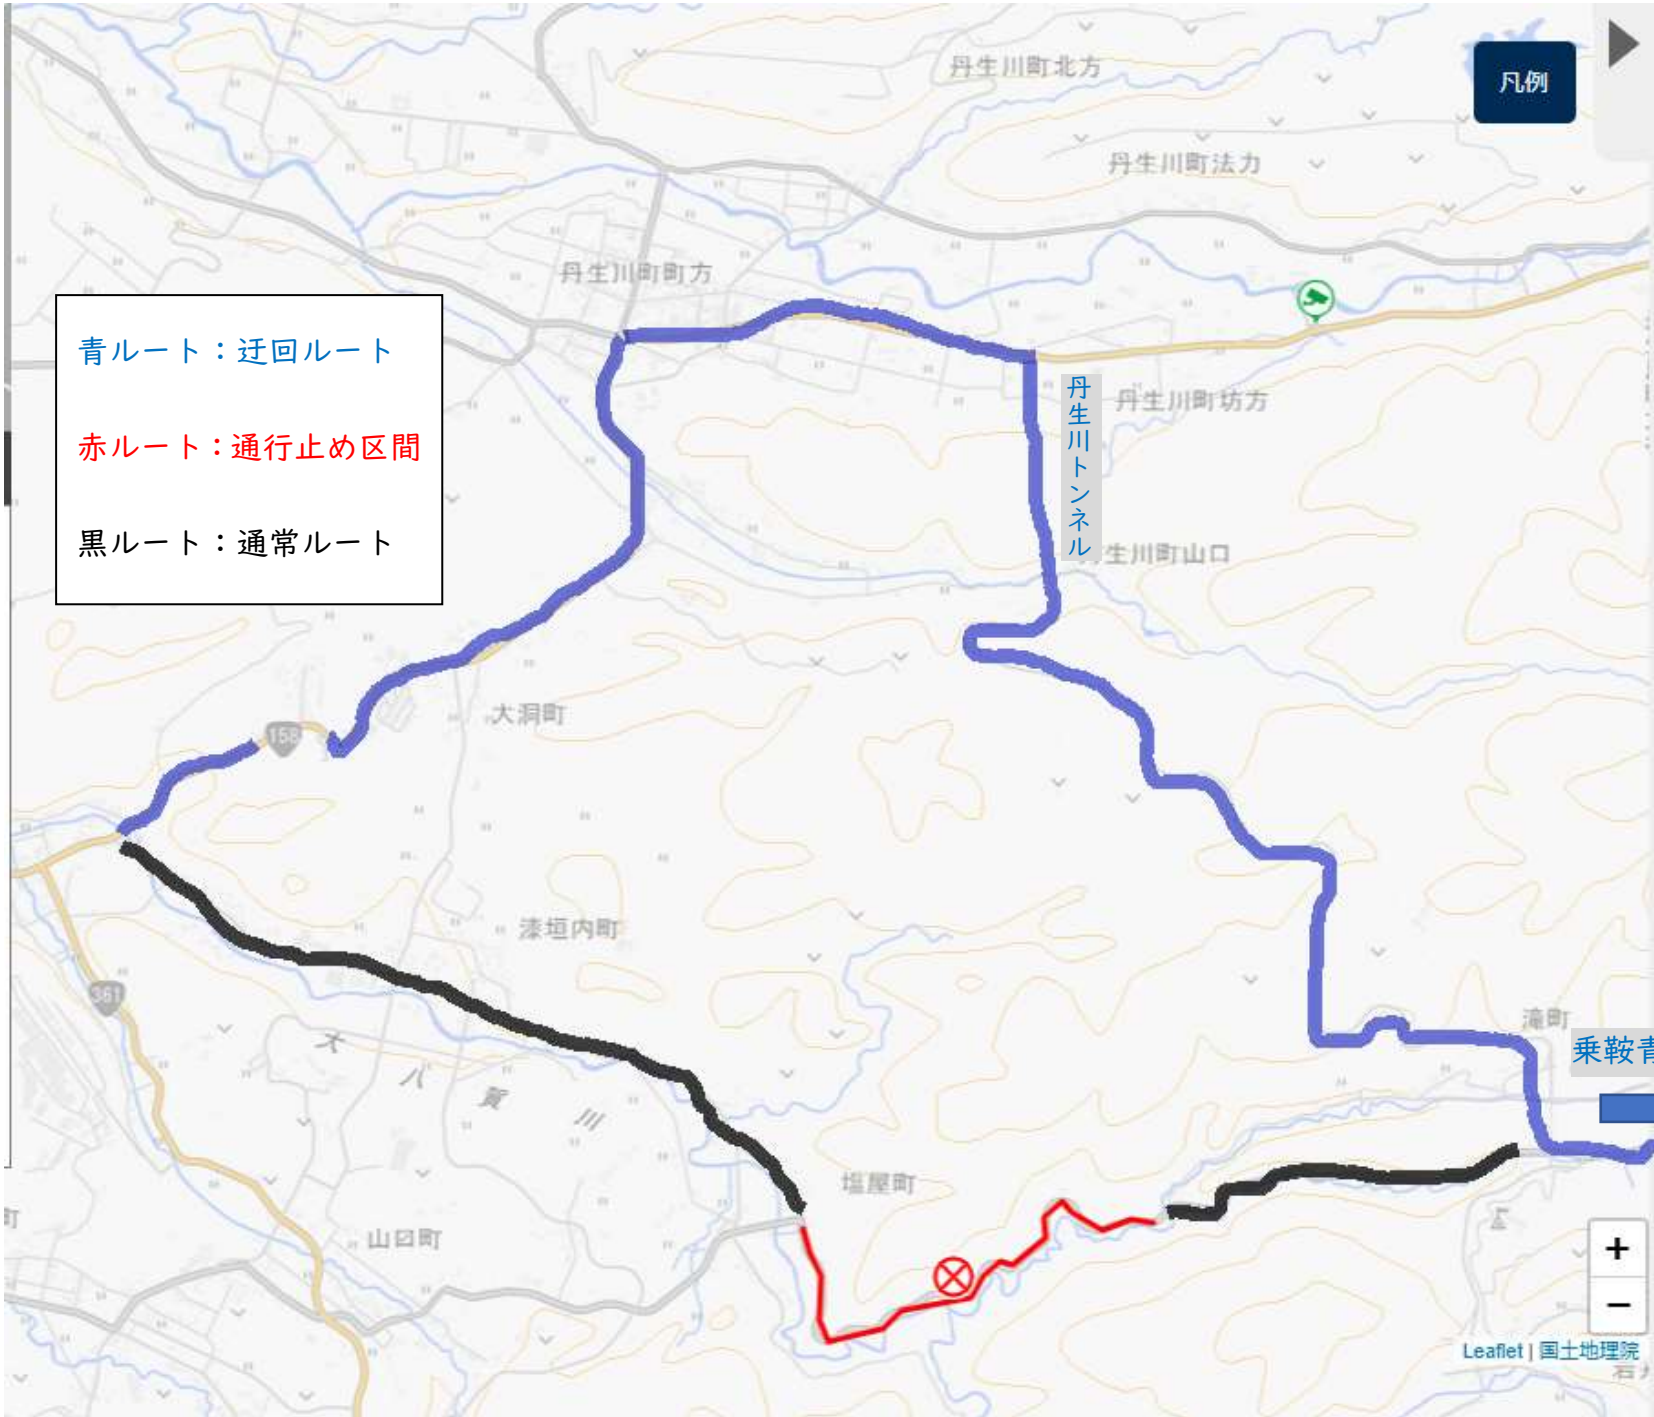 丹生川町北方
凡例
丹生川町法力
丹生川町町方
青ルート：迂回ルート
赤ルート：通行止め区間
黒ルート：通常ルート
丹生川トンネル
丹生川町坊方
生川町山口
大洞町
158
漆垣内町
361
大八賀川
滝町
乗鞍青
塩屋町
山口町
町
+
−
Leaflet | 国土地理院